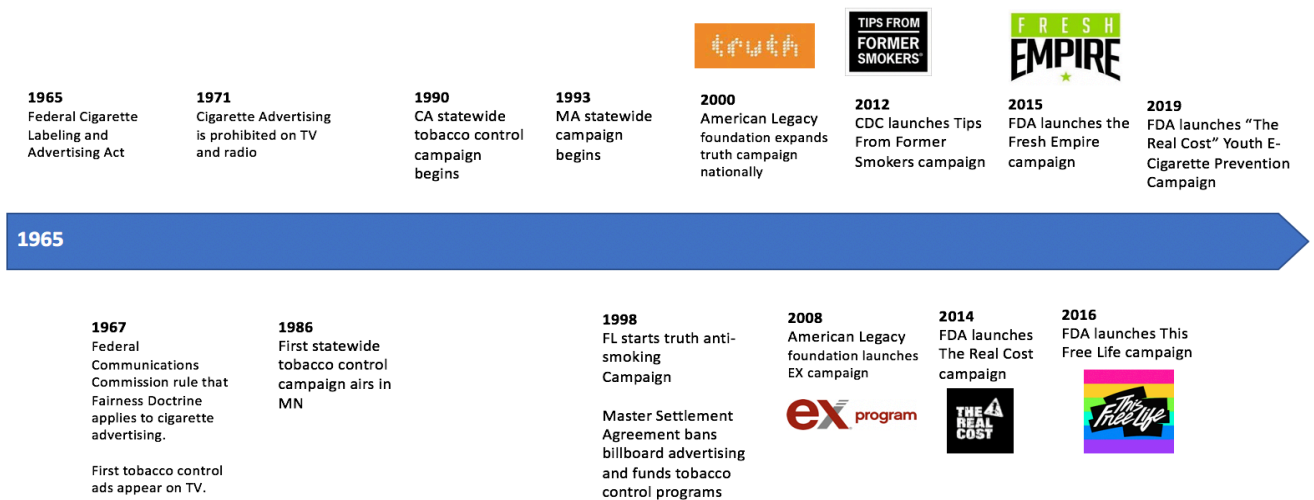 truth
TIPS FROM
FORMER
SMOKERS®
FRESH
EMPIRE
1965
Federal Cigarette
Labeling and
Advertising Act
1971
Cigarette Advertising
is prohibited on TV
and radio
1990
CA statewide
tobacco control
campaign
begins
1993
MA statewide
campaign
begins
2000
American Legacy
foundation expands
truth campaign
nationally
2012
CDC launches Tips
From Former
Smokers campaign
2015
FDA launches the
Fresh Empire
campaign
2019
FDA launches “The
Real Cost” Youth E-
Cigarette Prevention
Campaign
1965
1967
Federal
Communications
Commission rule that
Fairness Doctrine
applies to cigarette
advertising.
First tobacco control
ads appear on TV.
1986
First statewide
tobacco control
campaign airs in
MN
1998
FL starts truth anti-
smoking
Campaign
Master Settlement
Agreement bans
billboard advertising
and funds tobacco
control programs
2008
American Legacy
foundation launches
EX campaign
ex program
2014
FDA launches
The Real Cost
campaign
THE
REAL
COST
2016
FDA launches This
Free Life campaign
This
Free Life